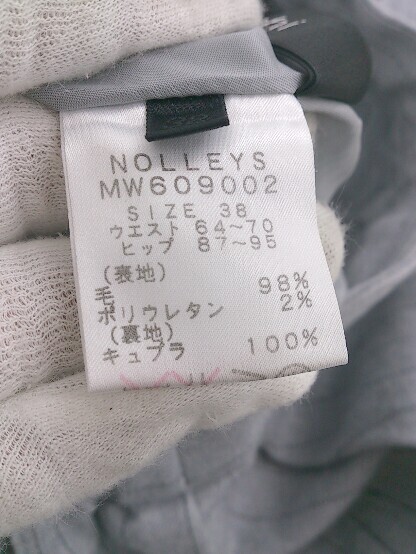 NOLLEYS
MW609002
SIZE 38
ウエスト 64~70
ヒップ 87~95
(表地)
毛 98%
ポリウレタン 2%
(裏地)
キュプラ 100%